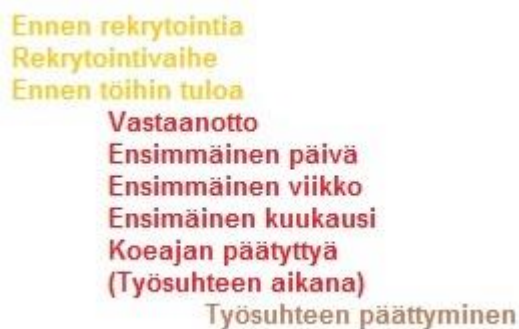 Ennen rekrytointia
Rekrytointivaihe
Ennen töihin tuloa
Vastaanotto
Ensimmäinen päivä
Ensimmäinen viikko
Ensimäinen kuukausi
Koeajan päätyttyä
(Työsuhteen aikana)
Työsuhteen päättyminen